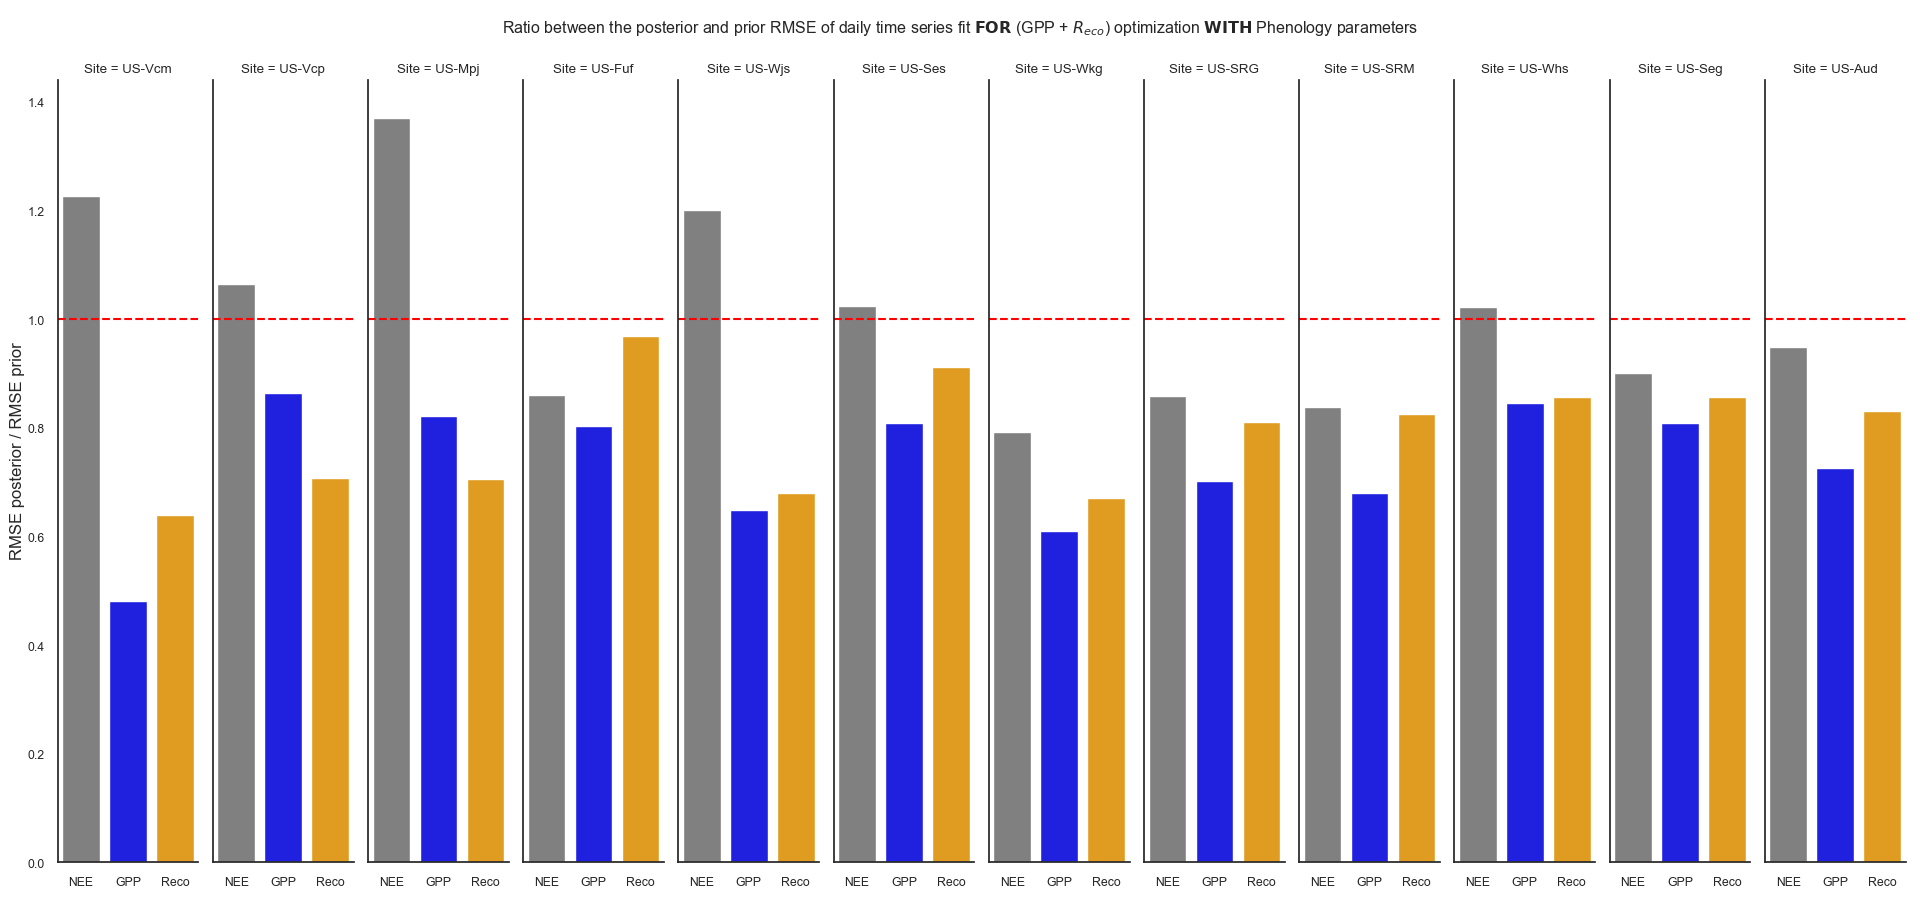 Ratio between the posterior and prior RMSE of daily time series fit FOR (GPP + R_eco) optimization WITH Phenology parameters
Site = US-Vcm Site = US-Vcp Site = US-Mpj Site = US-Fuf Site = US-Wjs Site = US-Ses Site = US-Wkg Site = US-SRG Site = US-SRM Site = US-Whs Site = US-Seg Site = US-Aud
RMSE posterior / RMSE prior
1.4
1.2
1.0
0.8
0.6
0.4
0.2
0.0
NEE GPP Reco NEE GPP Reco NEE GPP Reco NEE GPP Reco NEE GPP Reco NEE GPP Reco NEE GPP Reco NEE GPP Reco NEE GPP Reco NEE GPP Reco NEE GPP Reco NEE GPP Reco